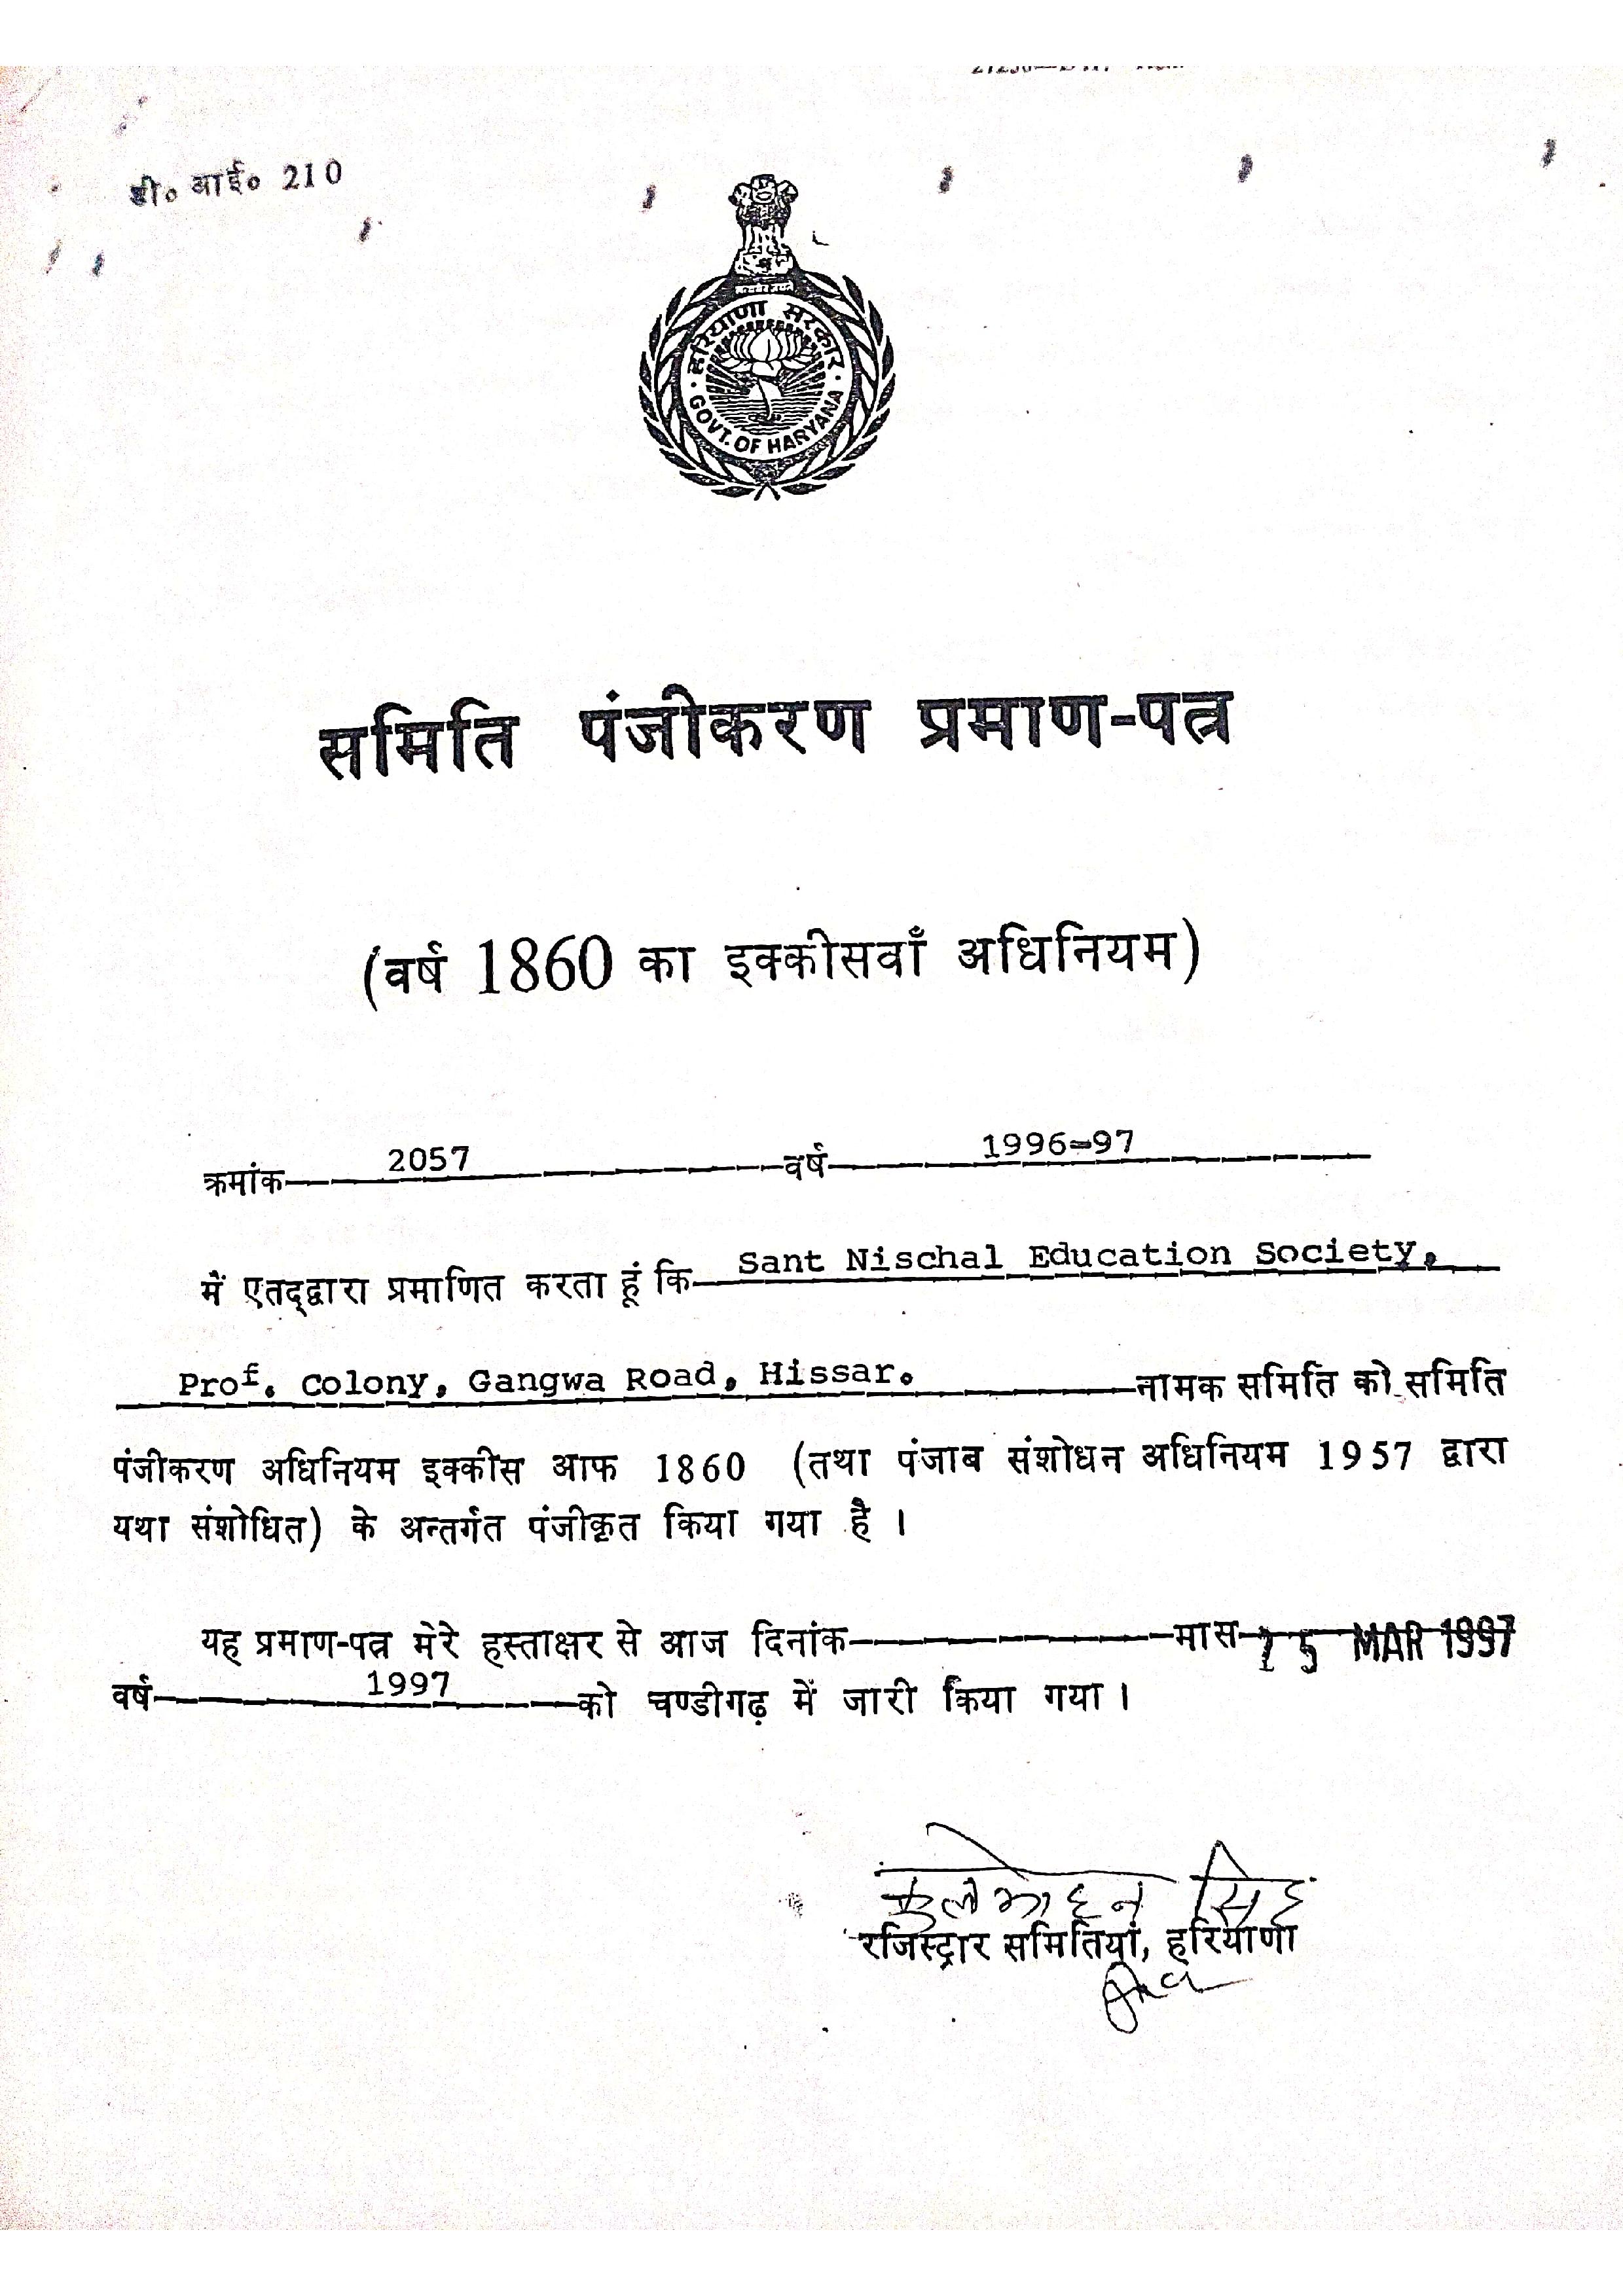 डी० आई० 210
हरियाणा सरकार
GOVT. OF HARYANA
समिति पंजीकरण प्रमाण-पत्र
(वर्ष 1860 का इक्कीसवाँ अधिनियम)
क्रमांक 2057 वर्ष 1996-97
मैं एतद्द्वारा प्रमाणित करता हूं कि Sant Nischal Education Society,
Prof. Colony, Gangwa Road, Hissar. नामक समिति को समिति
पंजीकरण अधिनियम इक्कीस आफ 1860 (तथा पंजाब संशोधन अधिनियम 1957 द्वारा
यथा संशोधित) के अन्तर्गत पंजीकृत किया गया है ।
यह प्रमाण-पत्र मेरे हस्ताक्षर से आज दिनांक मास MAR 1997
वर्ष 1997 को चण्डीगढ़ में जारी किया गया ।
सिंह
रजिस्ट्रार समितियां, हरियाणा